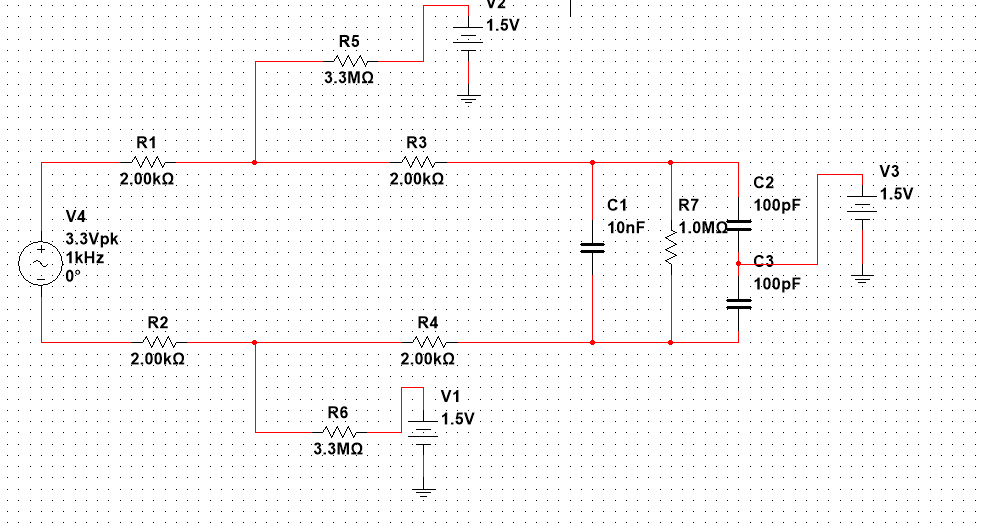 V2
1.5V
R5
3.3MΩ
R1
2.00kΩ
R3
2.00kΩ
V3
1.5V
C2
100pF
C1
10nF
R7
1.0MΩ
V4
3.3Vpk
1kHz
0°
C3
100pF
R2
2.00kΩ
R4
2.00kΩ
V1
1.5V
R6
3.3MΩ